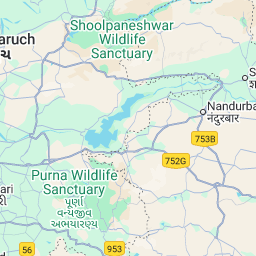 Shoolpaneshwar
Wildlife
Sanctuary
aruch
ચ
S
श
Nandurba
नंदुरबार
753B
752G
Purna Wildlife
Sanctuary
પૂર્ણા
વન્યજીવ
અભયારણ્ય
ari
રી
56
953